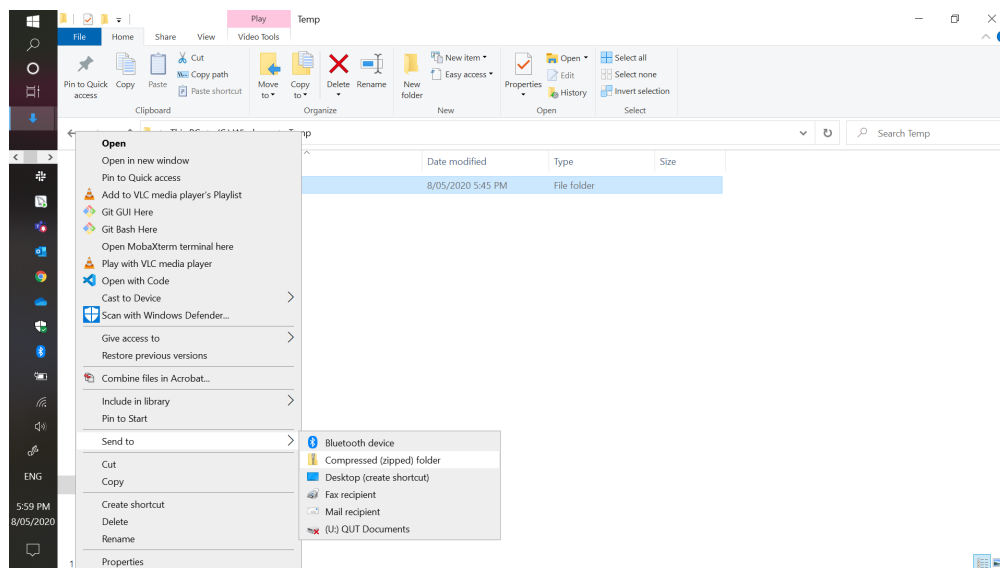 Play
Temp
File
Home
Share
View
Video Tools
Pin to Quick access
Copy
Paste
Cut
Copy path
Paste shortcut
Move to
Copy to
Delete
Rename
New folder
New item
Easy access
Properties
Open
Edit
History
Select all
Select none
Invert selection
Clipboard
Organize
New
Open
Select
Search Temp
Date modified
Type
Size
8/05/2020 5:45 PM
File folder
Open
Open in new window
Pin to Quick access
Add to VLC media player's Playlist
Git GUI Here
Git Bash Here
Open MobaXterm terminal here
Play with VLC media player
Open with Code
Cast to Device
Scan with Windows Defender...
Give access to
Restore previous versions
Combine files in Acrobat...
Include in library
Pin to Start
Send to
Cut
Copy
Create shortcut
Delete
Rename
Properties
Bluetooth device
Compressed (zipped) folder
Desktop (create shortcut)
Fax recipient
Mail recipient
(U:) QUT Documents
ENG
5:59 PM
8/05/2020
1